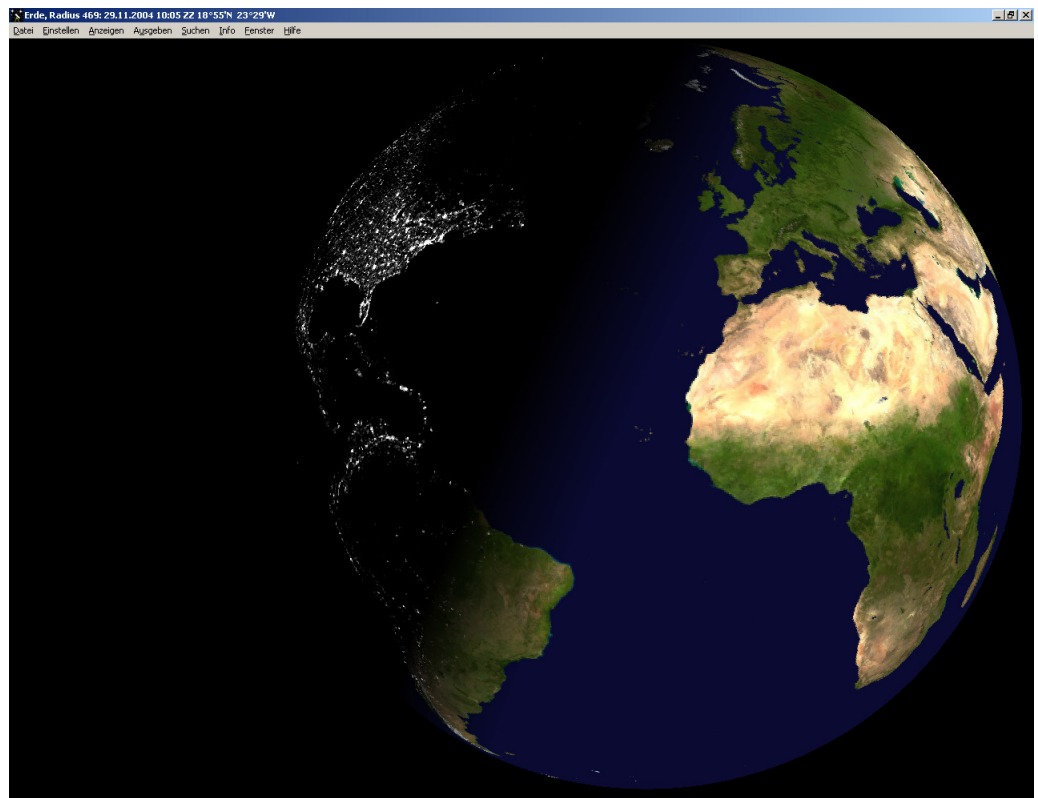 Erde, Radius 469: 29.11.2004 10:05 ZZ 18°55'N 23°29'W
Datei Einstellen Anzeigen Ausgeben Suchen Info Fenster Hilfe